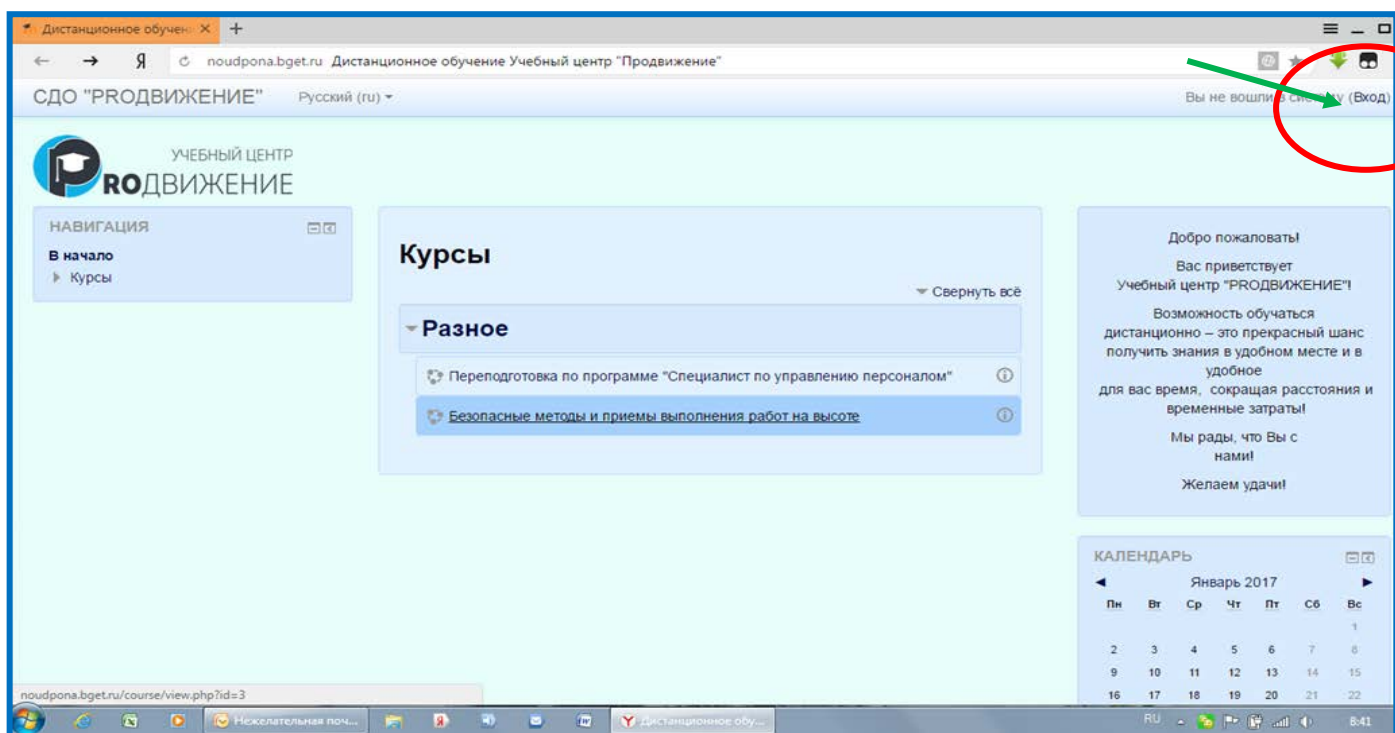 Дистанционное обучен
noudpona.bget.ru Дистанционное обучение Учебный центр "Продвижение"
СДО "PROДВИЖЕНИЕ" Русский (ru) Вы не вошли в систему (Вход)
УЧЕБНЫЙ ЦЕНТР
PROДВИЖЕНИЕ
НАВИГАЦИЯ
В начало
Курсы
Курсы
Свернуть всё
Разное
Переподготовка по программе "Специалист по управлению персоналом"
Безопасные методы и приемы выполнения работ на высоте
Добро пожаловать!
Вас приветствует
Учебный центр "PROДВИЖЕНИЕ"!
Возможность обучаться
дистанционно – это прекрасный шанс
получить знания в удобном месте и в
удобное
для вас время, сокращая расстояния и
временные затраты!
Мы рады, что Вы с
нами!
Желаем удачи!
КАЛЕНДАРЬ
Январь 2017
Пн Вт Ср Чт Пт Сб Вс
1
2 3 4 5 6 7 8
9 10 11 12 13 14 15
16 17 18 19 20 21 22
noudpona.bget.ru/course/view.php?id=3
Нежелательная поч... Дистанционное обу... RU 8:41